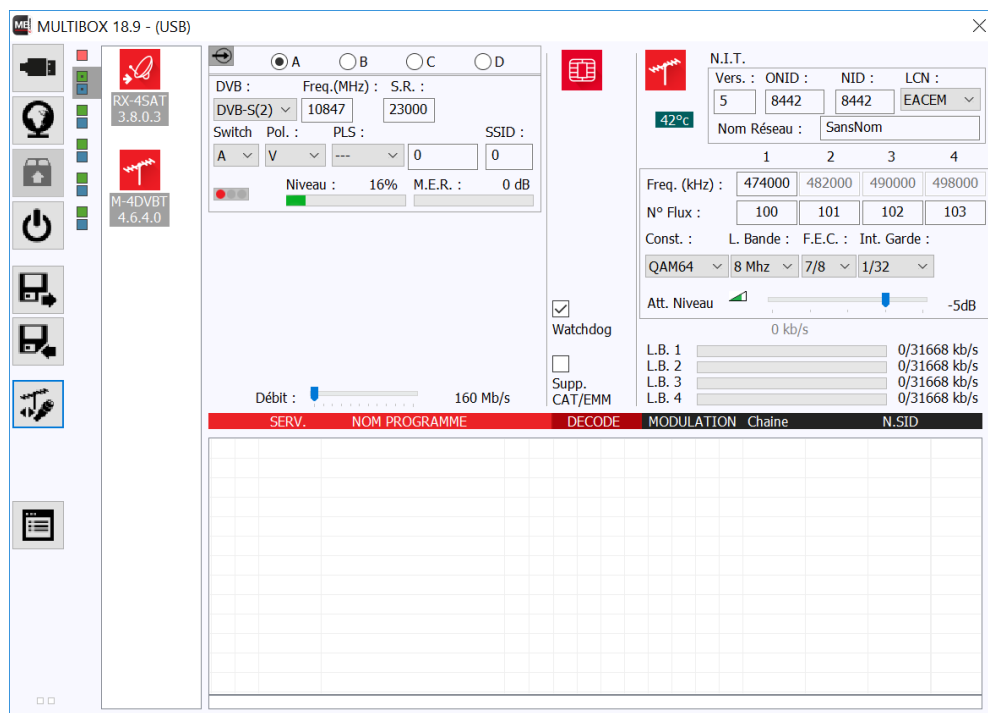 ME MULTIBOX 18.9 - (USB)
RX-4SAT
3.8.0.3
M-4DVBT
4.6.4.0
A B C D
DVB : Freq.(MHz) : S.R. :
DVB-S(2) 10847 23000
Switch Pol. : PLS : SSID :
A V --- 0 0
Niveau : 16% M.E.R. : 0 dB
Débit : 160 Mb/s
Watchdog
Supp.
CAT/EMM
42°c
N.I.T.
Vers. : ONID : NID : LCN :
5 8442 8442 EACEM
Nom Réseau : SansNom
1 2 3 4
Freq. (kHz) : 474000 482000 490000 498000
N° Flux : 100 101 102 103
Const. : L. Bande : F.E.C. : Int. Garde :
QAM64 8 Mhz 7/8 1/32
Att. Niveau -5dB
0 kb/s
L.B. 1 0/31668 kb/s
L.B. 2 0/31668 kb/s
L.B. 3 0/31668 kb/s
L.B. 4 0/31668 kb/s
SERV. NOM PROGRAMME DECODE MODULATION Chaine N.SID